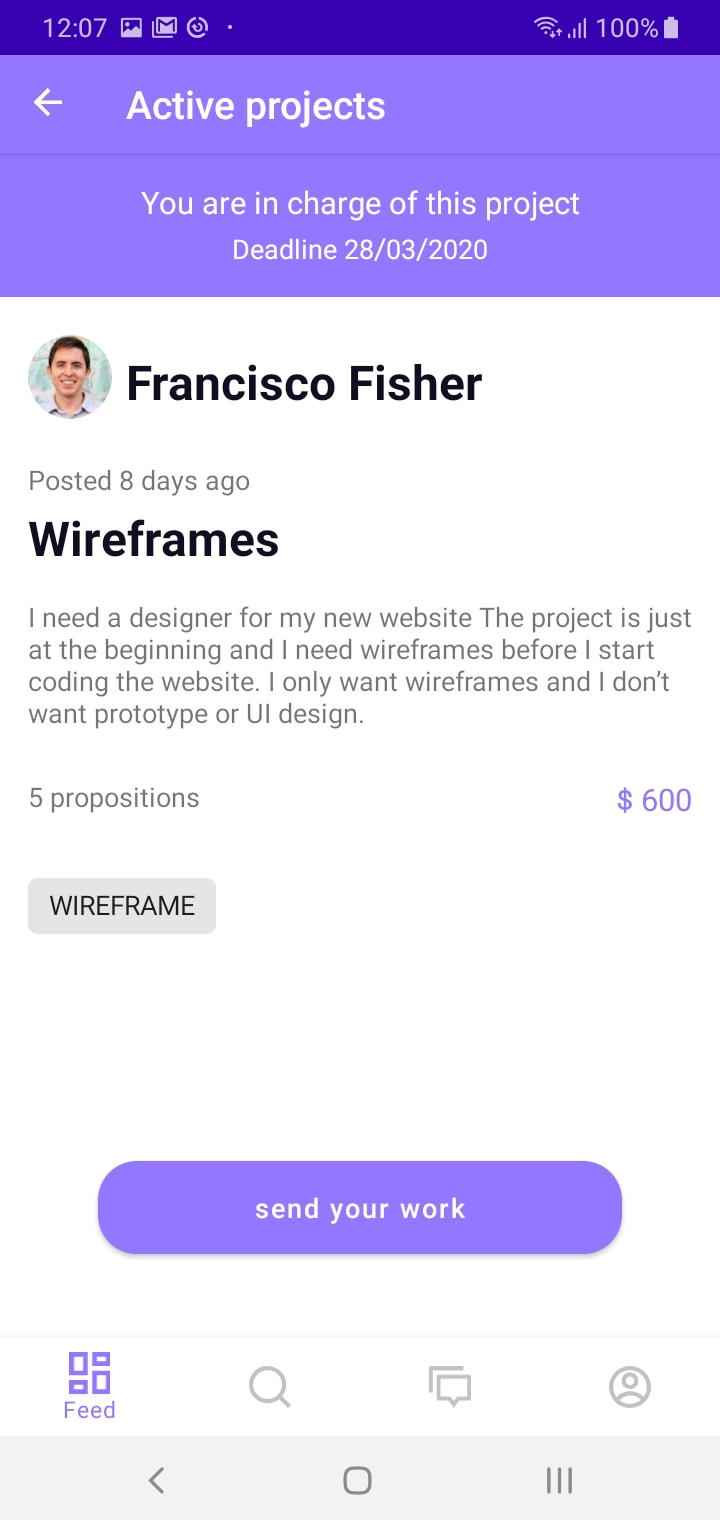 12:07 100%
Active projects
You are in charge of this project
Deadline 28/03/2020
Francisco Fisher
Posted 8 days ago
Wireframes
I need a designer for my new website The project is just
at the beginning and I need wireframes before I start
coding the website. I only want wireframes and I don’t
want prototype or UI design.
5 propositions $ 600
WIREFRAME
send your work
Feed